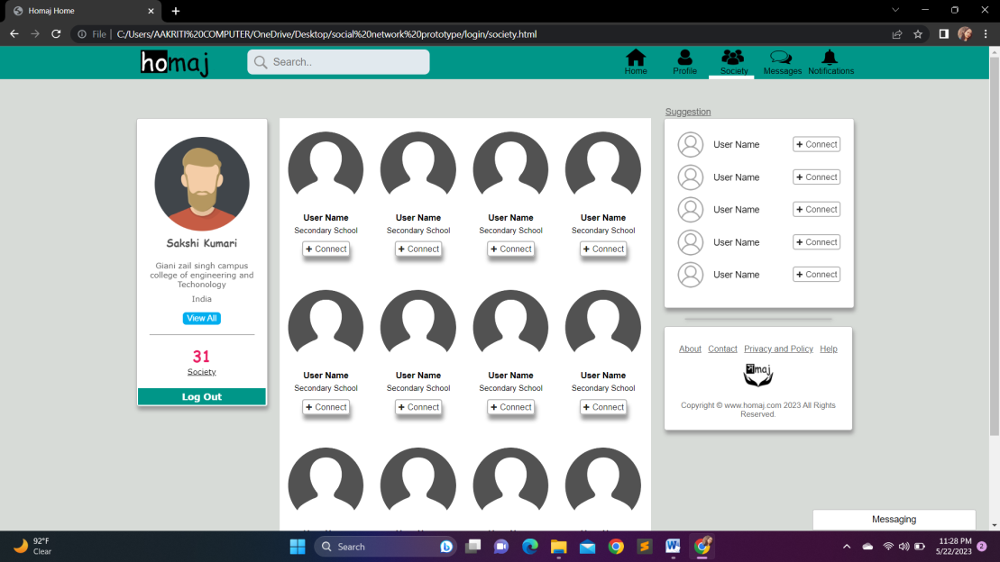 Homaj Home
File | C:/Users/AAKRITI%20COMPUTER/OneDrive/Desktop/social%20network%20prototype/login/society.html
homaj
Search..
Home
Profile
Society
Messages
Notifications
Sakshi Kumari
Giani zail singh campus
college of engineering and
Techonology
India
View All
31
Society
Log Out
User Name User Name User Name User Name
Secondary School Secondary School Secondary School Secondary School
+ Connect + Connect + Connect + Connect
User Name User Name User Name User Name
Secondary School Secondary School Secondary School Secondary School
+ Connect + Connect + Connect + Connect
Suggestion
User Name + Connect
User Name + Connect
User Name + Connect
User Name + Connect
User Name + Connect
About Contact Privacy and Policy Help
Copyright © www.homaj.com 2023 All Rights
Reserved.
Messaging
92°F
Clear
Search
11:28 PM
5/22/2023
2